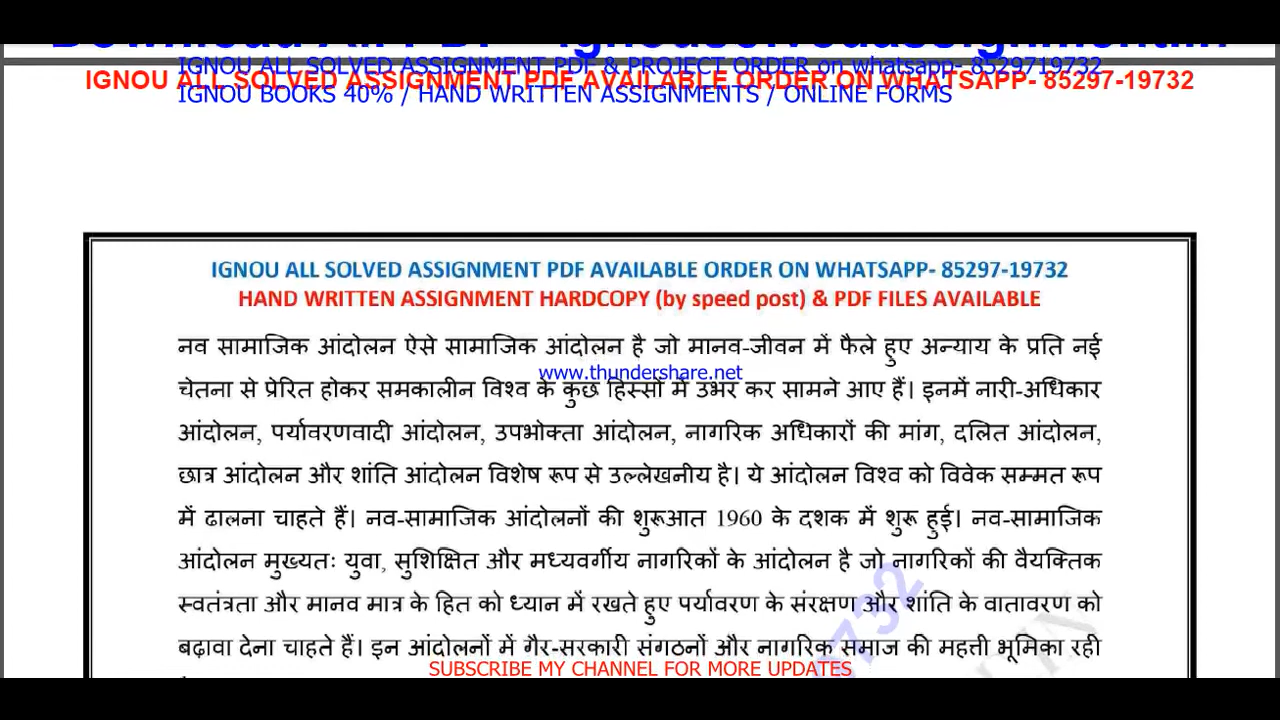 Download All PDF - ignousolvedassignment.in
IGNOU ALL SOLVED ASSIGNMENT PDF & PROJECT ORDER on whatsapp- 8529719732
IGNOU ALL SOLVED ASSIGNMENT PDF AVAILABLE ORDER ON WHATSAPP- 85297-19732
IGNOU BOOKS 40% / HAND WRITTEN ASSIGNMENTS / ONLINE FORMS
IGNOU ALL SOLVED ASSIGNMENT PDF AVAILABLE ORDER ON WHATSAPP- 85297-19732
HAND WRITTEN ASSIGNMENT HARDCOPY (by speed post) & PDF FILES AVAILABLE
नव सामाजिक आंदोलन ऐसे सामाजिक आंदोलन है जो मानव-जीवन में फैले हुए अन्याय के प्रति नई
www.thundershare.net
चेतना से प्रेरित होकर समकालीन विश्व के कुछ हिस्सों में उभर कर सामने आए हैं। इनमें नारी-अधिकार
आंदोलन, पर्यावरणवादी आंदोलन, उपभोक्ता आंदोलन, नागरिक अधिकारों की मांग, दलित आंदोलन,
छात्र आंदोलन और शांति आंदोलन विशेष रूप से उल्लेखनीय है। ये आंदोलन विश्व को विवेक सम्मत रूप
में ढालना चाहते हैं। नव-सामाजिक आंदोलनों की शुरूआत 1960 के दशक में शुरू हुई। नव-सामाजिक
आंदोलन मुख्यतः युवा, सुशिक्षित और मध्यवर्गीय नागरिकों के आंदोलन है जो नागरिकों की वैयक्तिक
स्वतंत्रता और मानव मात्र के हित को ध्यान में रखते हुए पर्यावरण के संरक्षण और शांति के वातावरण को
बढ़ावा देना चाहते हैं। इन आंदोलनों में गैर-सरकारी संगठनों और नागरिक समाज की महत्ती भूमिका रही
SUBSCRIBE MY CHANNEL FOR MORE UPDATES